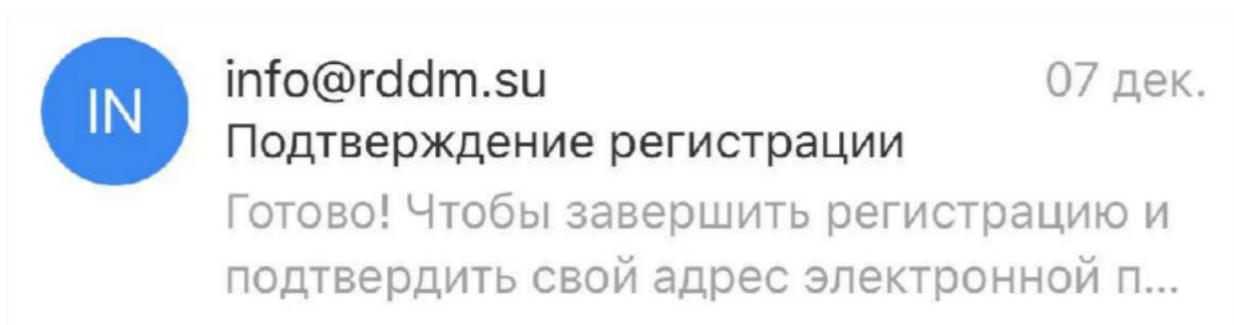 IN
info@rddm.su
07 дек.
Подтверждение регистрации
Готово! Чтобы завершить регистрацию и
подтвердить свой адрес электронной п...